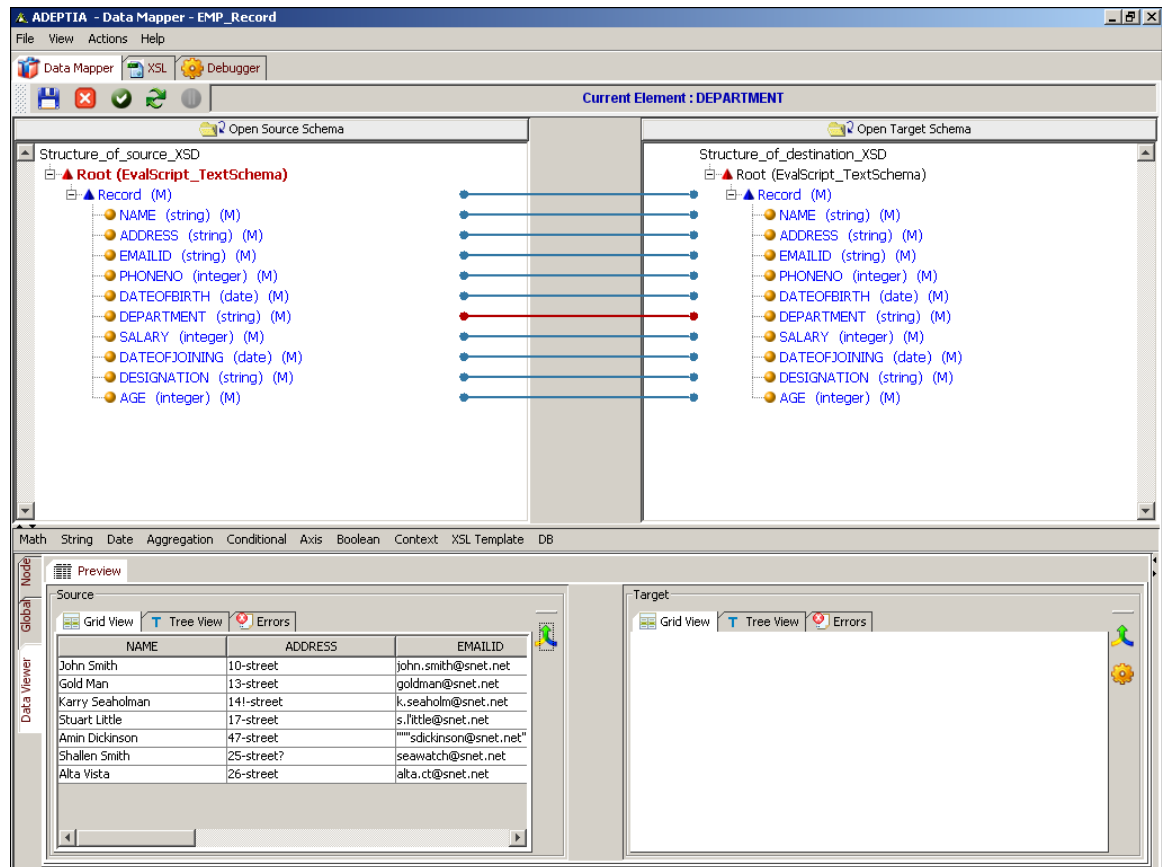 ADEPTIA - Data Mapper - EMP_Record
File View Actions Help
Data Mapper XSL Debugger
Current Element : DEPARTMENT
Open Source Schema Open Target Schema
Structure_of_source_XSD Structure_of_destination_XSD
Root (EvalScript_TextSchema) Root (EvalScript_TextSchema)
Record (M) Record (M)
NAME (string) (M) NAME (string) (M)
ADDRESS (string) (M) ADDRESS (string) (M)
EMAILID (string) (M) EMAILID (string) (M)
PHONENO (integer) (M) PHONENO (integer) (M)
DATEOFBIRTH (date) (M) DATEOFBIRTH (date) (M)
DEPARTMENT (string) (M) DEPARTMENT (string) (M)
SALARY (integer) (M) SALARY (integer) (M)
DATEOFJOINING (date) (M) DATEOFJOINING (date) (M)
DESIGNATION (string) (M) DESIGNATION (string) (M)
AGE (integer) (M) AGE (integer) (M)
Math String Date Aggregation Conditional Axis Boolean Context XSL Template DB
Node
Global
Data Viewer
Preview
Source Target
Grid View T Tree View Errors Grid View T Tree View Errors
NAME ADDRESS EMAILID
John Smith 10-street john.smith@snet.net
Gold Man 13-street goldman@snet.net
Karry Seaholman 14!-street k.seaholm@snet.net
Stuart Little 17-street s.l'ittle@snet.net
Amin Dickinson 47-street """sdickinson@snet.net"
Shallen Smith 25-street? seawatch@snet.net
Alta Vista 26-street alta.ct@snet.net